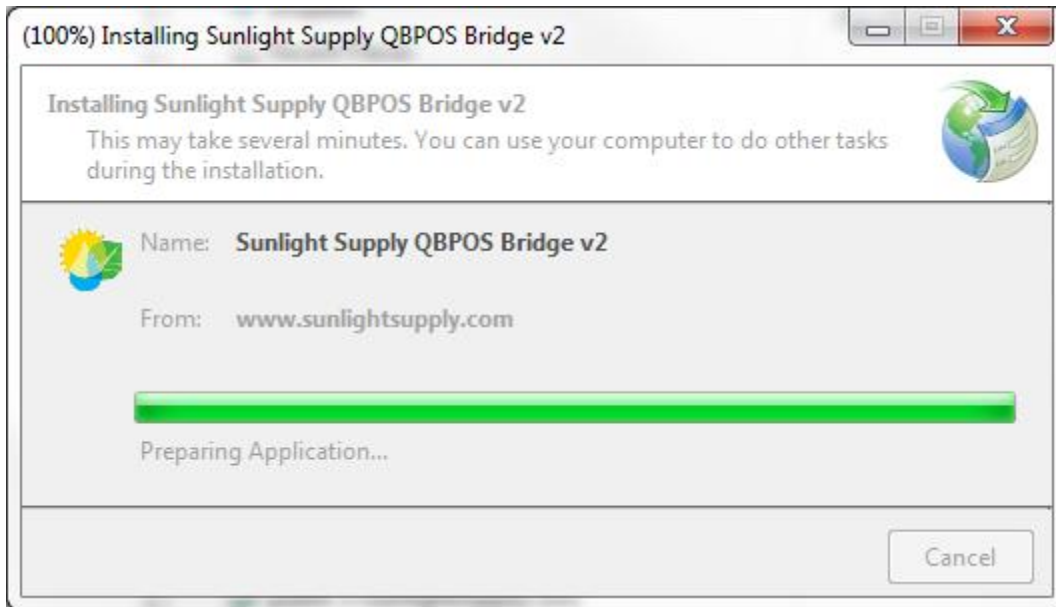 (100%) Installing Sunlight Supply QBPOS Bridge v2
Installing Sunlight Supply QBPOS Bridge v2
This may take several minutes. You can use your computer to do other tasks
during the installation.
Name: Sunlight Supply QBPOS Bridge v2
From: www.sunlightsupply.com
Preparing Application...
Cancel